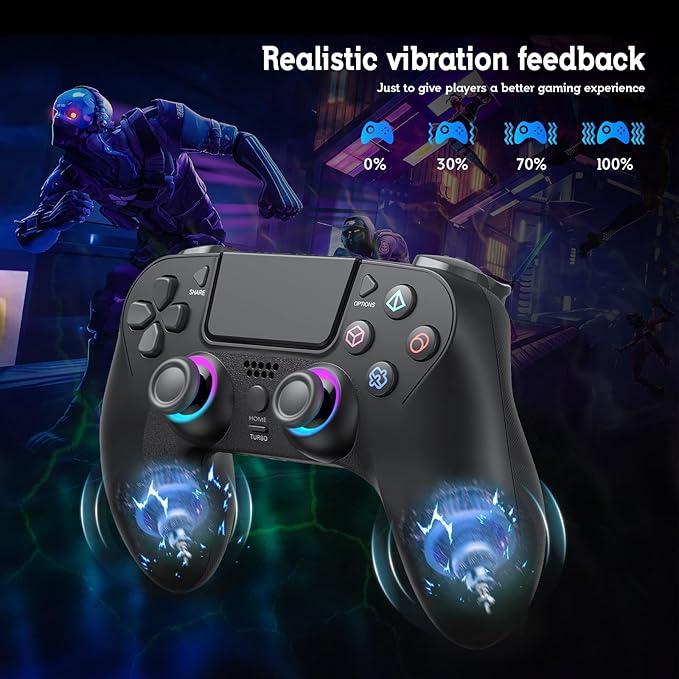 Realistic vibration feedback
Just to give players a better gaming experience
0%
30%
70%
100%
SHARE
OPTIONS
HOME
TURBO